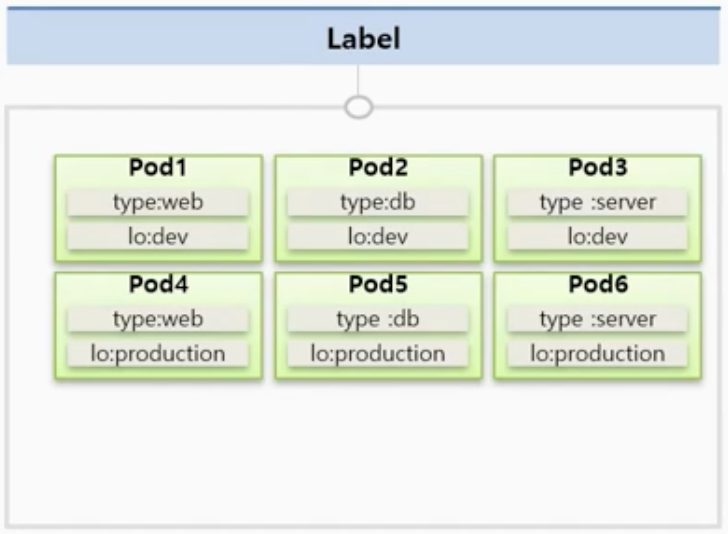 Label
Pod1
type:web
lo:dev
Pod2
type:db
lo:dev
Pod3
type :server
lo:dev
Pod4
type:web
lo:production
Pod5
type :db
lo:production
Pod6
type :server
lo:production